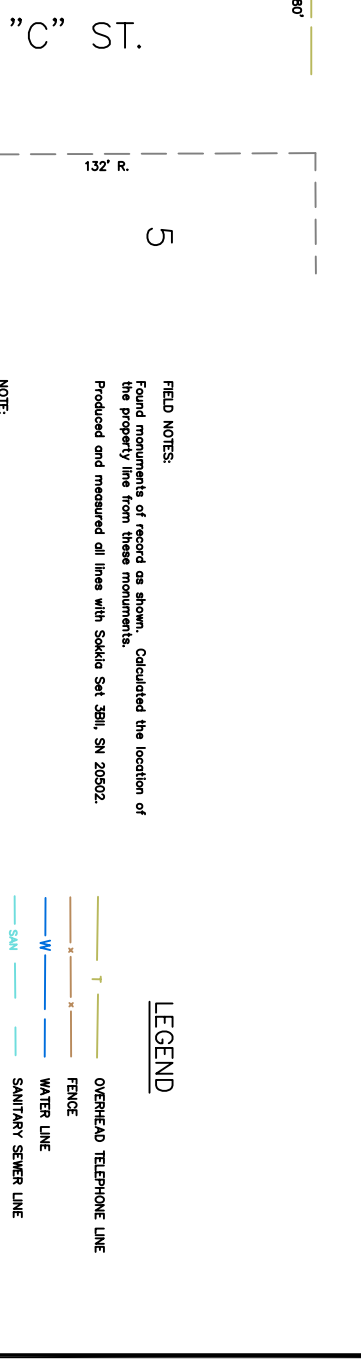 "C" ST.
80'
132' R.
5
FIELD NOTES:
Found monuments of record as shown. Calculated the location of
the property line from these monuments.
Produced and measured all lines with Sokkia Set 3BII, SN 20502.
NOTE:
LEGEND
T OVERHEAD TELEPHONE LINE
x x FENCE
W WATER LINE
SAN SANITARY SEWER LINE